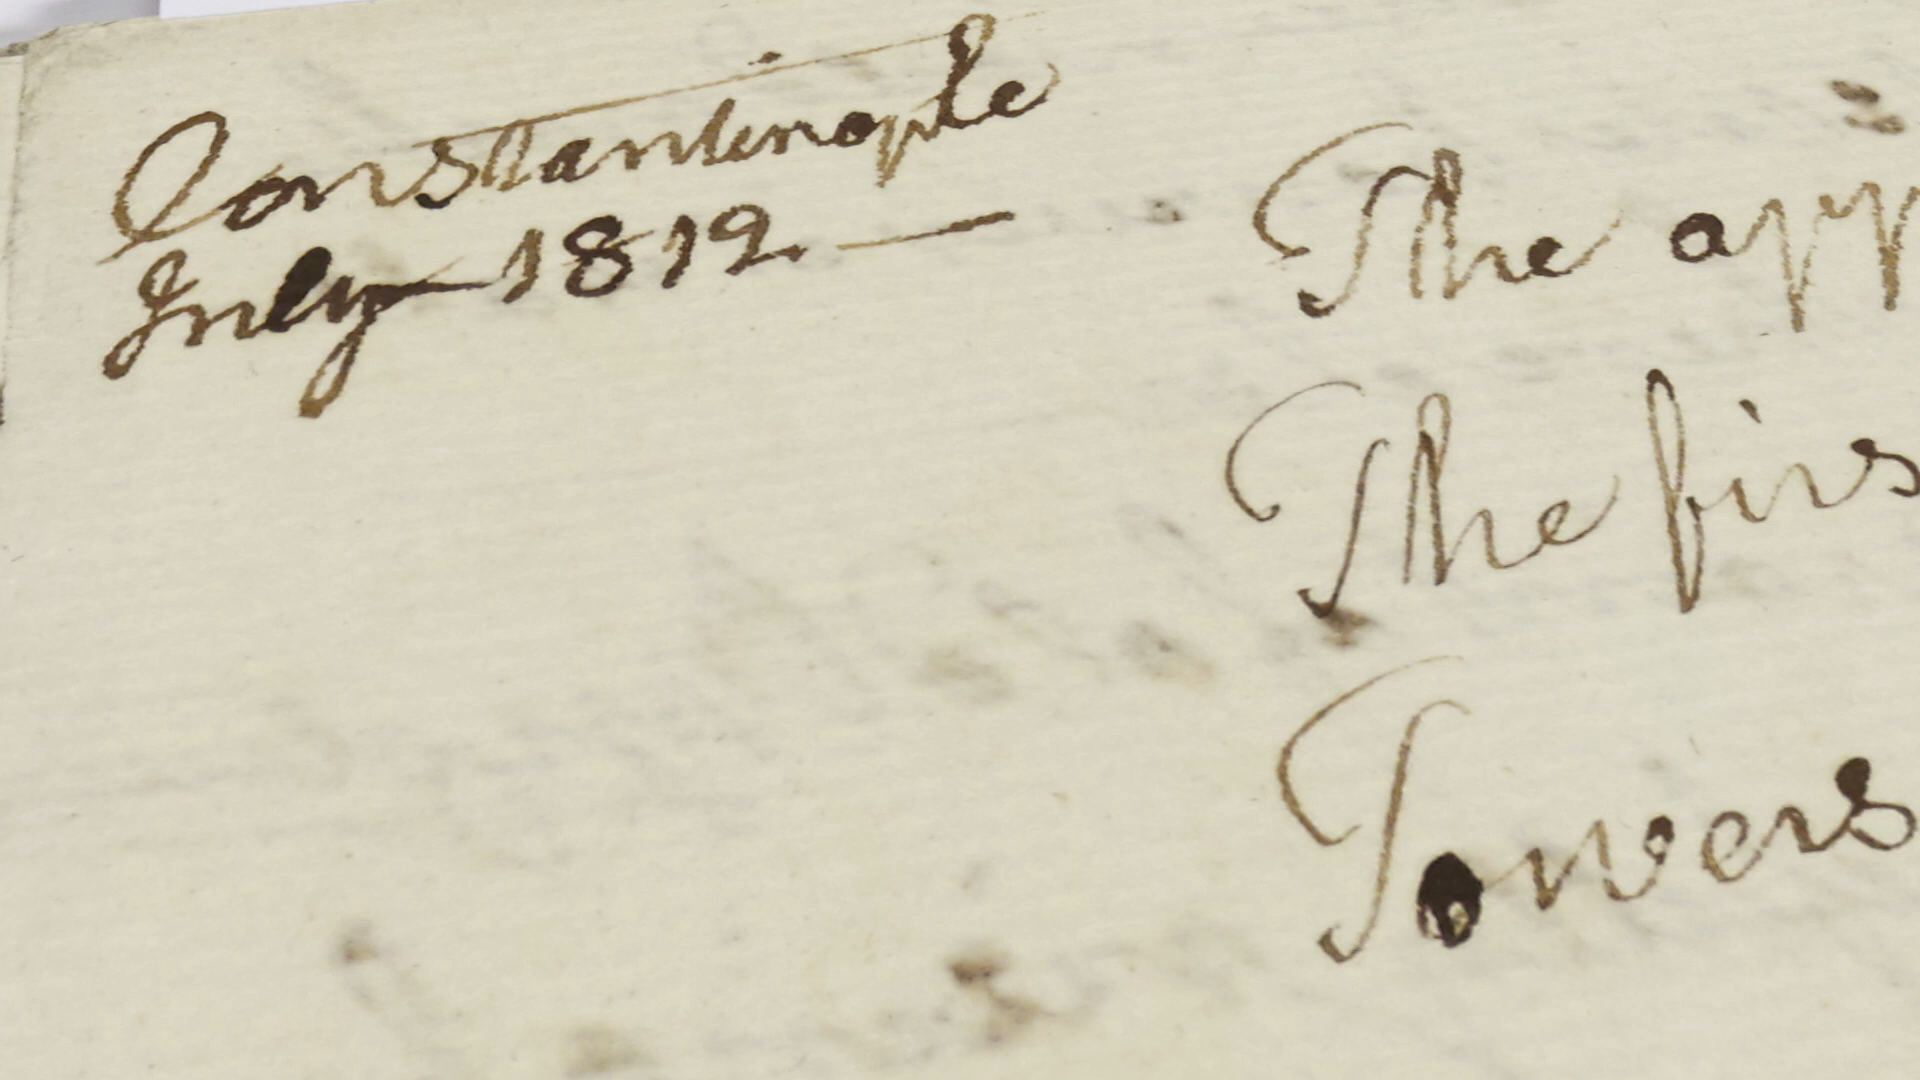 Constantinople
July 1812. —
The app
The firs
Towers